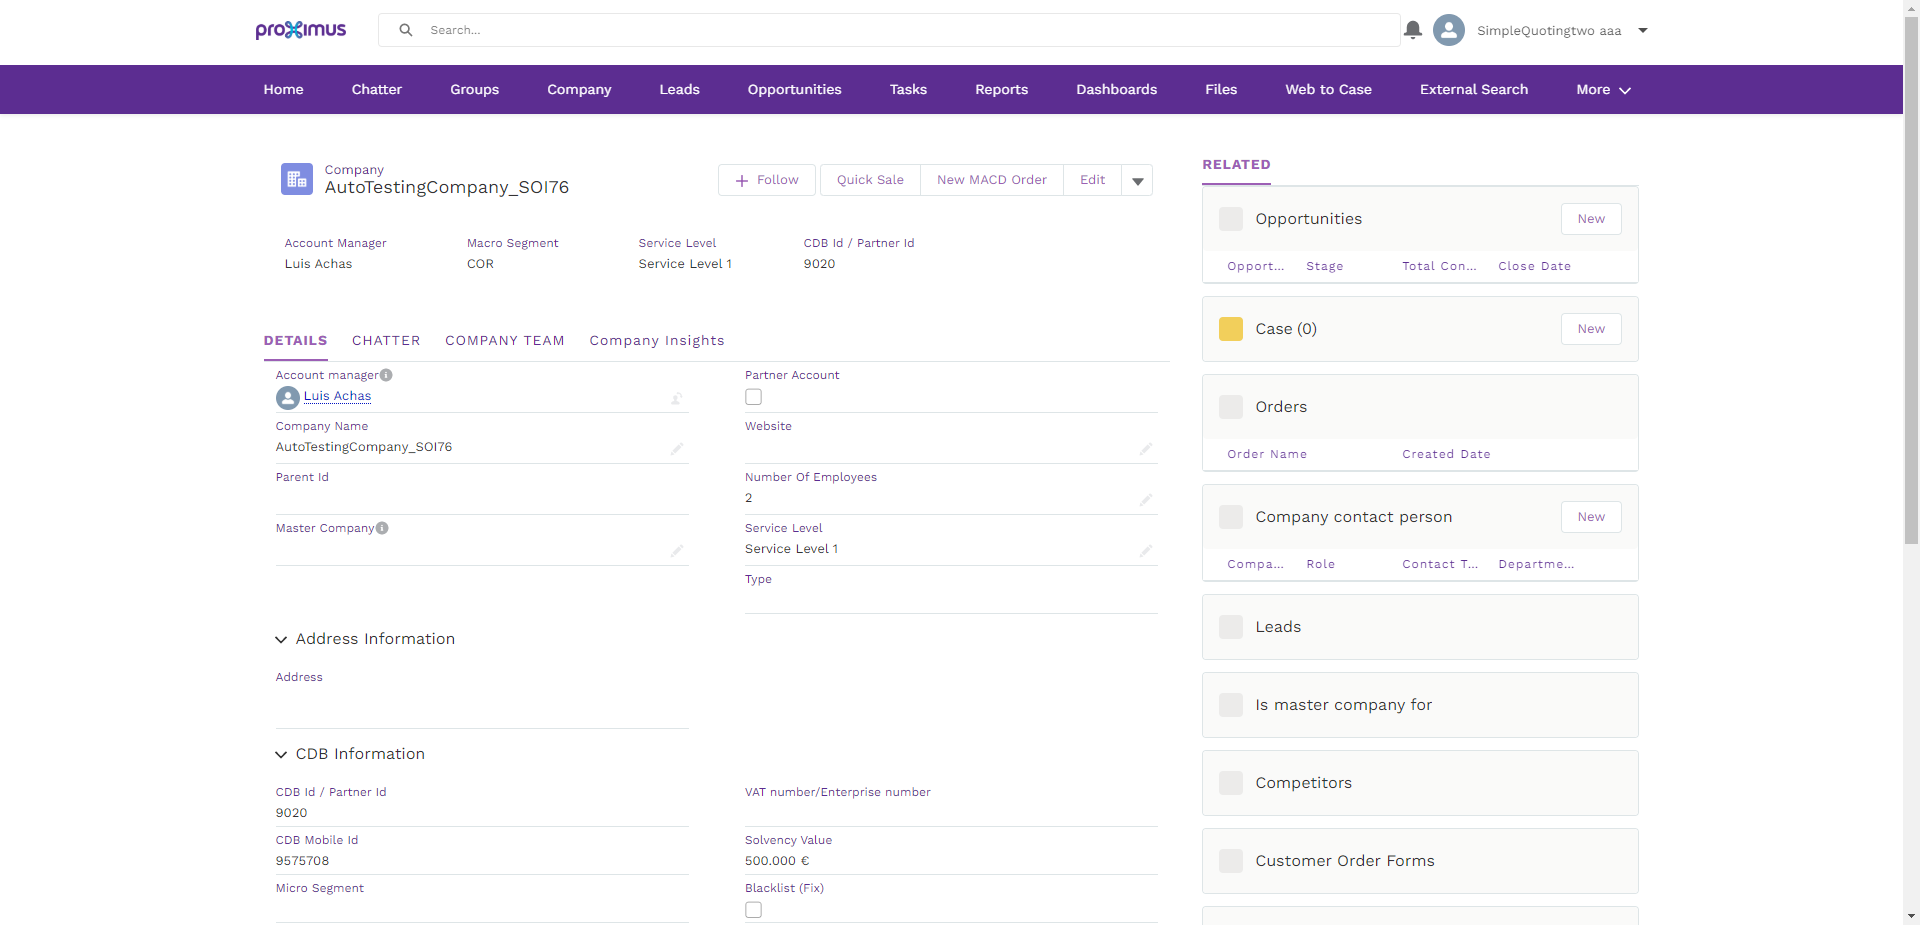 proximus
Search...
SimpleQuotingtwo aaa
Home Chatter Groups Company Leads Opportunities Tasks Reports Dashboards Files Web to Case External Search More
Company
AutoTestingCompany_SOI76
Follow Quick Sale New MACD Order Edit
Account Manager Macro Segment Service Level CDB Id / Partner Id
Luis Achas COR Service Level 1 9020
DETAILS CHATTER COMPANY TEAM Company Insights
Account manager
Luis Achas
Partner Account
Company Name
AutoTestingCompany_SOI76
Website
Parent Id
Number Of Employees
2
Master Company
Service Level
Service Level 1
Type
Address Information
Address
CDB Information
CDB Id / Partner Id
9020
VAT number/Enterprise number
CDB Mobile Id
9575708
Solvency Value
500.000 €
Micro Segment
Blacklist (Fix)
RELATED
Opportunities New
Opport... Stage Total Con... Close Date
Case (0) New
Orders
Order Name Created Date
Company contact person New
Compa... Role Contact T... Departme...
Leads
Is master company for
Competitors
Customer Order Forms